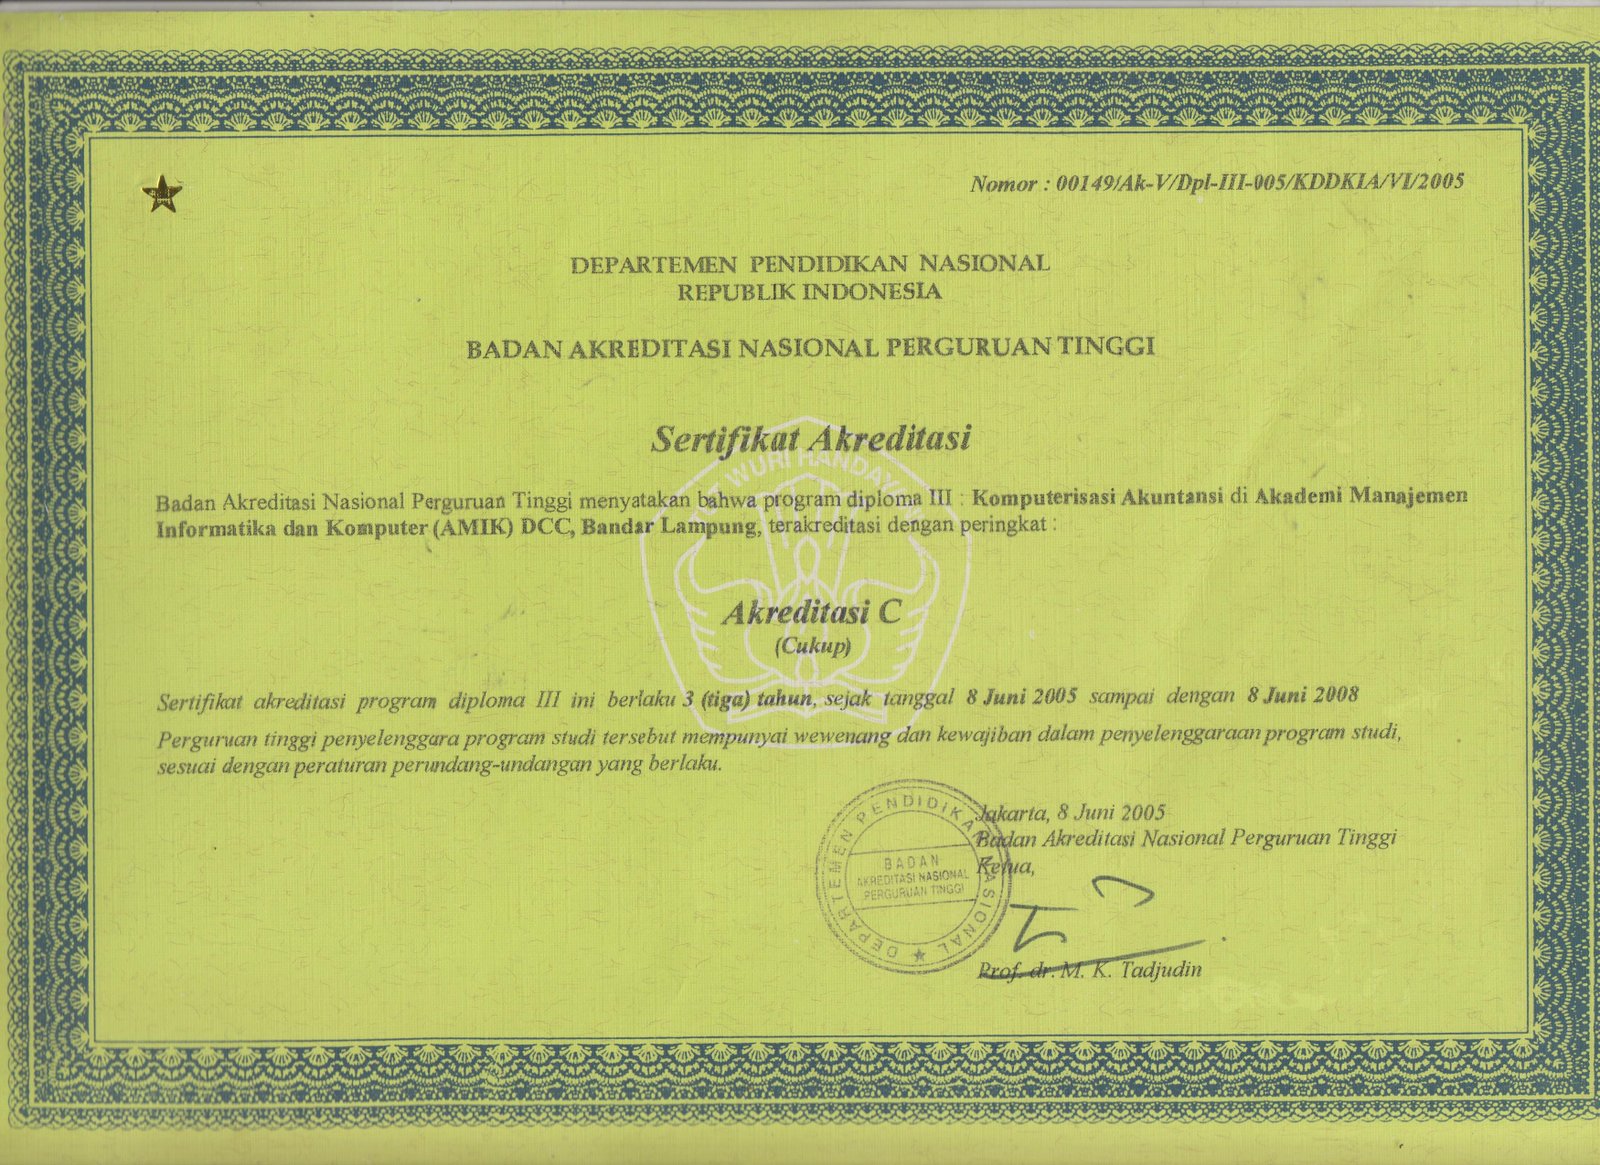 Nomor : 00149/Ak-V/Dpl-III-005/KDDKIA/VI/2005
DEPARTEMEN PENDIDIKAN NASIONAL
REPUBLIK INDONESIA
BADAN AKREDITASI NASIONAL PERGURUAN TINGGI
Sertifikat Akreditasi
WURI HANDAY
Badan Akreditasi Nasional Perguruan Tinggi menyatakan bahwa program diploma III : Komputerisasi Akuntansi di Akademi Manajemen
Informatika dan Komputer (AMIK) DCC, Bandar Lampung, terakreditasi dengan peringkat :
Akreditasi C
(Cukup)
Sertifikat akreditasi program diploma III ini berlaku 3 (tiga) tahun, sejak tanggal 8 Juni 2005 sampai dengan 8 Juni 2008
Perguruan tinggi penyelenggara program studi tersebut mempunyai wewenang dan kewajiban dalam penyelenggaraan program studi,
sesuai dengan peraturan perundang-undangan yang berlaku.
Jakarta, 8 Juni 2005
Badan Akreditasi Nasional Perguruan Tinggi
Ketua,
DEPARTEMEN PENDIDIKAN NASIONAL
BADAN
AKREDITASI NASIONAL
PERGURUAN TINGGI
Prof. dr. M. K. Tadjudin